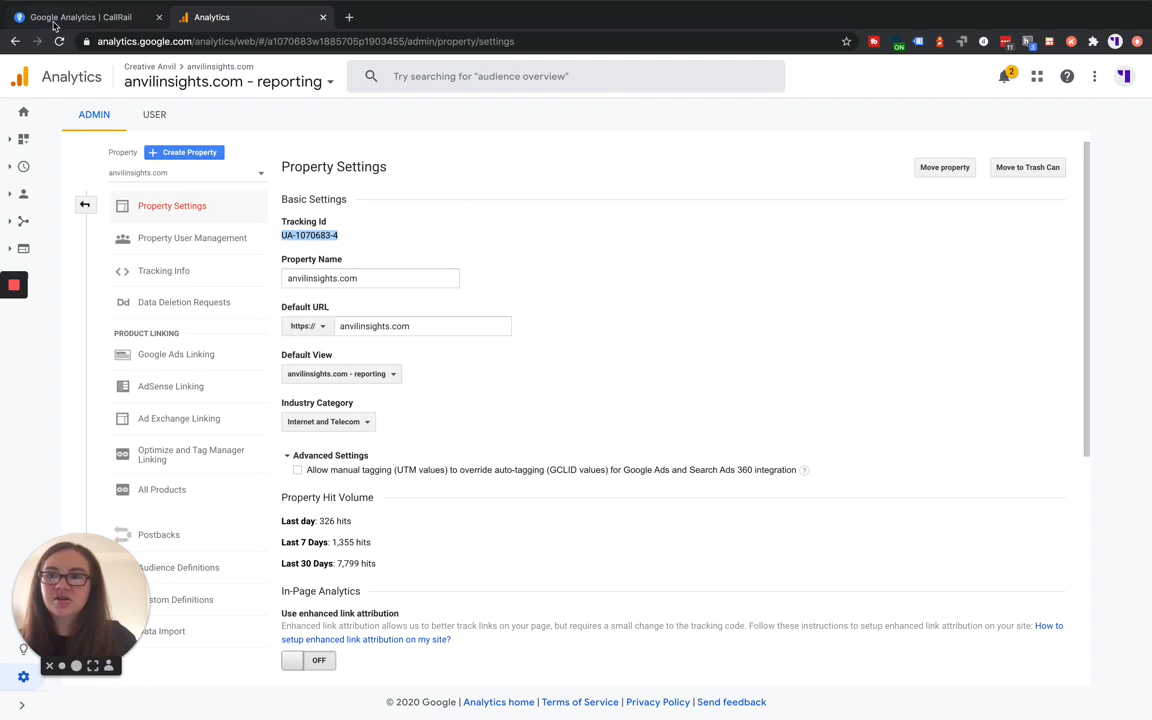 Google Analytics | CallRail
Analytics
analytics.google.com/analytics/web/#/a1070683w1885705p1903455/admin/property/settings
ON
11
3
Analytics
Creative Anvil > anvilinsights.com
anvilinsights.com - reporting
Try searching for "audience overview"
2
ADMIN
USER
Property
Create Property
anvilinsights.com
Property Settings
Property User Management
Tracking Info
Dd Data Deletion Requests
PRODUCT LINKING
Google Ads Linking
AdSense Linking
Ad Exchange Linking
Optimize and Tag Manager
Linking
All Products
Postbacks
Audience Definitions
stom Definitions
ata Import
Property Settings
Move property
Move to Trash Can
Basic Settings
Tracking Id
UA-1070683-4
Property Name
anvilinsights.com
Default URL
https://
anvilinsights.com
Default View
anvilinsights.com - reporting
Industry Category
Internet and Telecom
Advanced Settings
Allow manual tagging (UTM values) to override auto-tagging (GCLID values) for Google Ads and Search Ads 360 integration ?
Property Hit Volume
Last day: 326 hits
Last 7 Days: 1,355 hits
Last 30 Days: 7,799 hits
In-Page Analytics
Use enhanced link attribution
Enhanced link attribution allows us to better track links on your page, but requires a small change to the tracking code. Follow these instructions to setup enhanced link attribution on your site: How to
setup enhanced link attribution on my site?
OFF
© 2020 Google | Analytics home | Terms of Service | Privacy Policy | Send feedback